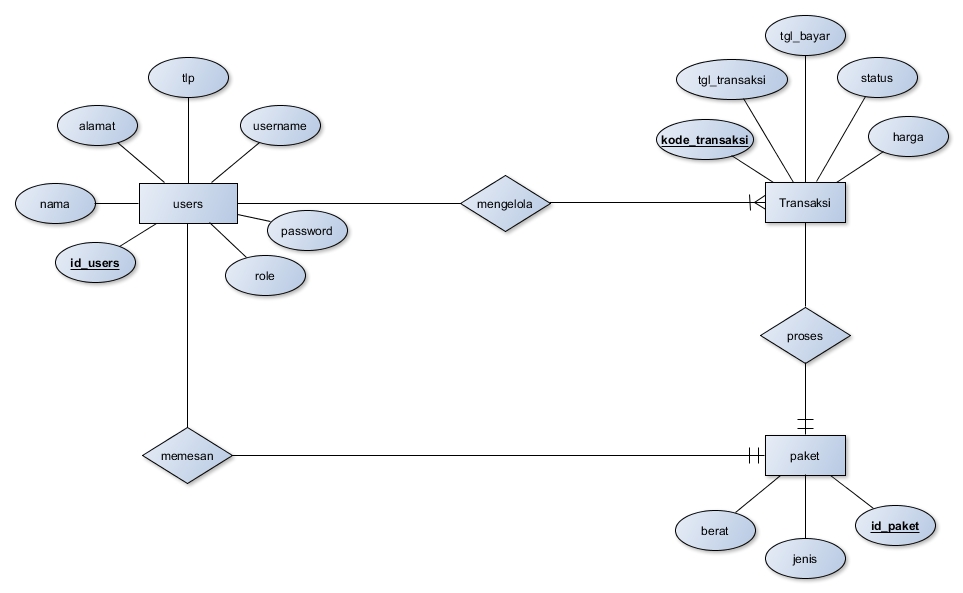 tgl_bayar
tlp
tgl_transaksi
status
alamat
username
kode_transaksi
harga
nama
users
mengelola
Transaksi
password
id_users
role
proses
memesan
paket
berat
id_paket
jenis